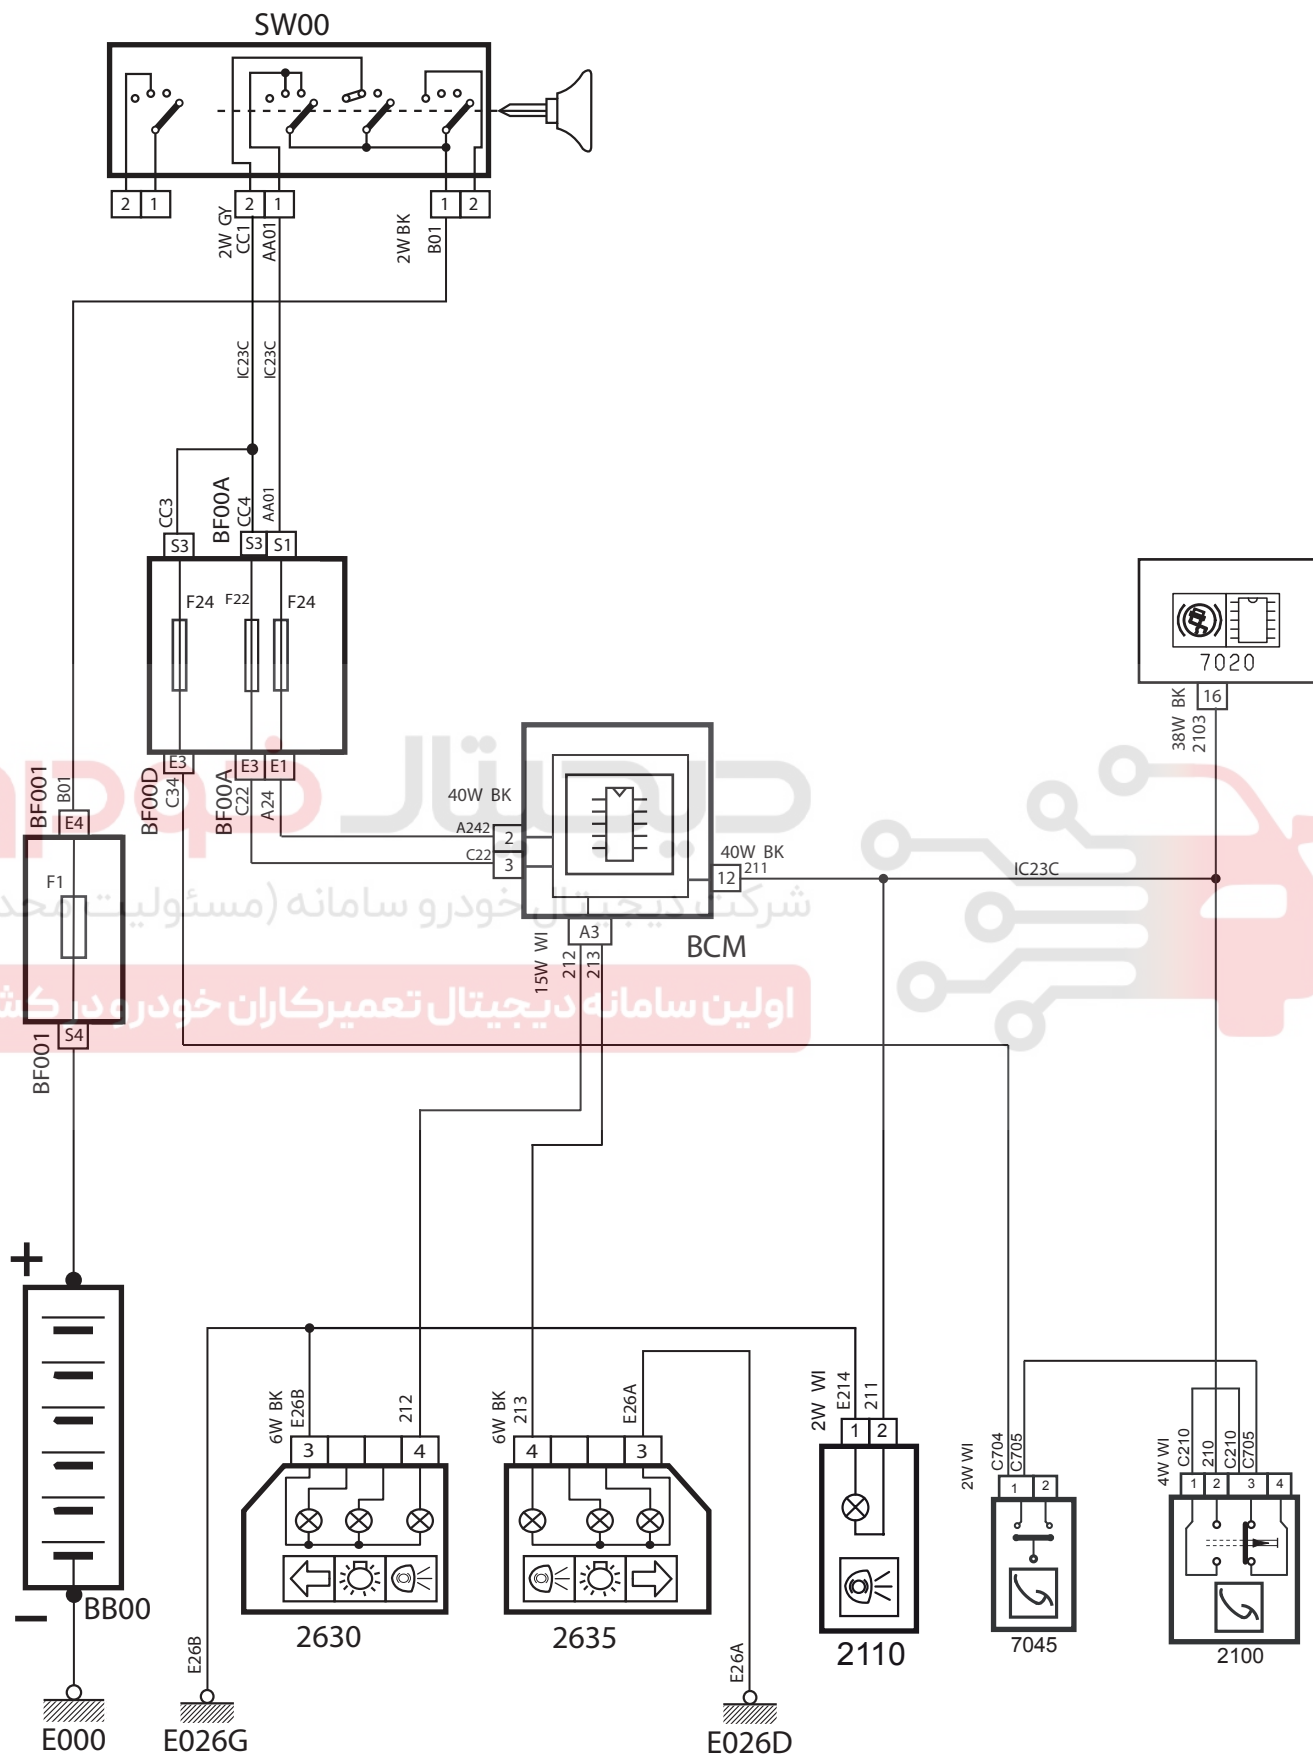 SW00
2 1
2 1
1 2
2W GY
CC1
AA01
2W BK
B01
IC23C
IC23C
CC3
BF00A
CC4
AA01
S3
S3 S1
F24 F22 F24
7020
16
38W BK
2103
E3
E3 E1
BF00D
C34
BF00A
C22
A24
BF001
B01
E4
F1
S4
BF001
40W BK
A242
2
C22
3
40W BK
12
211
IC23C
A3
15W WI
212
213
BCM
دیجیتال خودرو
شرکت دیجیتال خودرو سامانه (مسئولیت محد
اولین سامانه دیجیتال تعمیرکاران خودرو در کش
+
−
BB00
E000
6W BK
E26B
212
3 4
2630
6W BK
213
E26A
4 3
2635
2W WI
E214
211
1 2
2110
2W WI
C704
C705
1 2
7045
4W WI
C210
210
C210
C705
1 2 3 4
2100
E26B
E026G
E26A
E026D